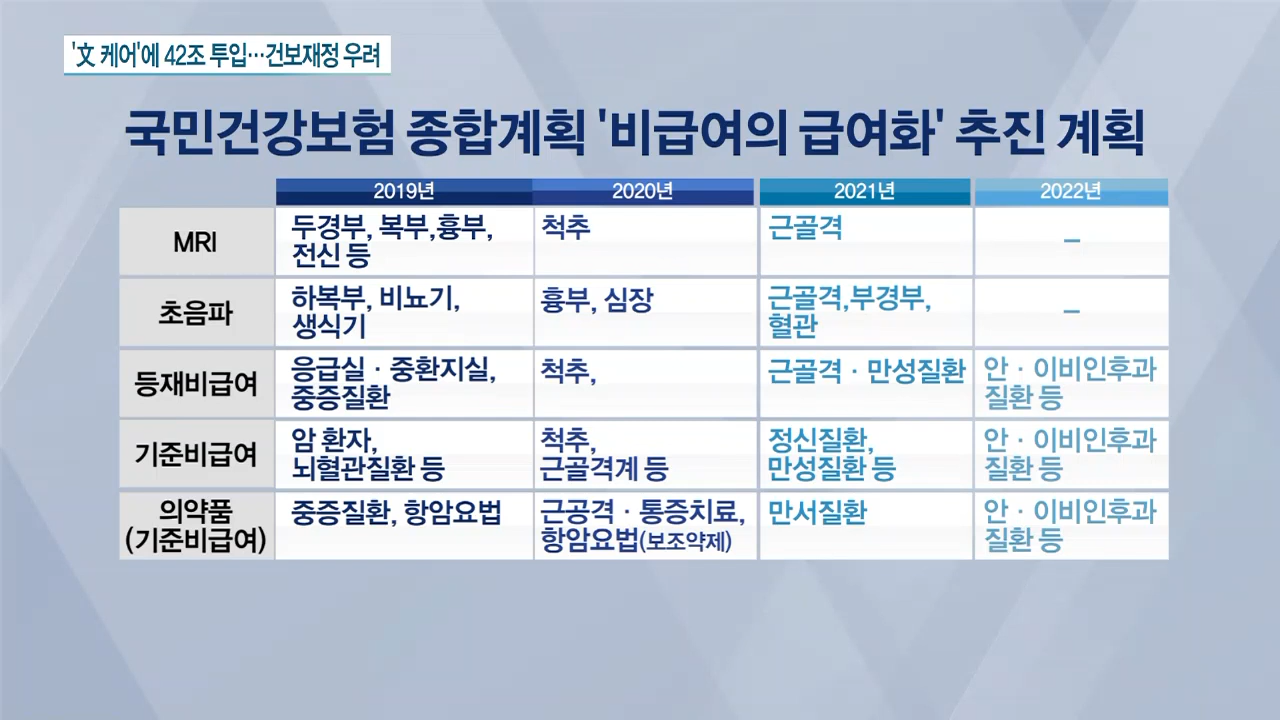 '文 케어'에 42조 투입…건보재정 우려
국민건강보험 종합계획 '비급여의 급여화' 추진 계획
2019년 2020년 2021년 2022년
MRI
두경부, 복부,흉부,
전신 등
척추
근골격
–
초음파
하복부, 비뇨기,
생식기
흉부, 심장
근골격,부경부,
혈관
–
등재비급여
응급실 · 중환지실,
중증질환
척추,
근골격 · 만성질환
안 · 이비인후과
질환 등
기준비급여
암 환자,
뇌혈관질환 등
척추,
근골격계 등
정신질환,
만성질환 등
안 · 이비인후과
질환 등
의약품
(기준비급여)
중증질환, 항암요법
근공격 · 통증치료,
항암요법(보조약제)
만서질환
안 · 이비인후과
질환 등